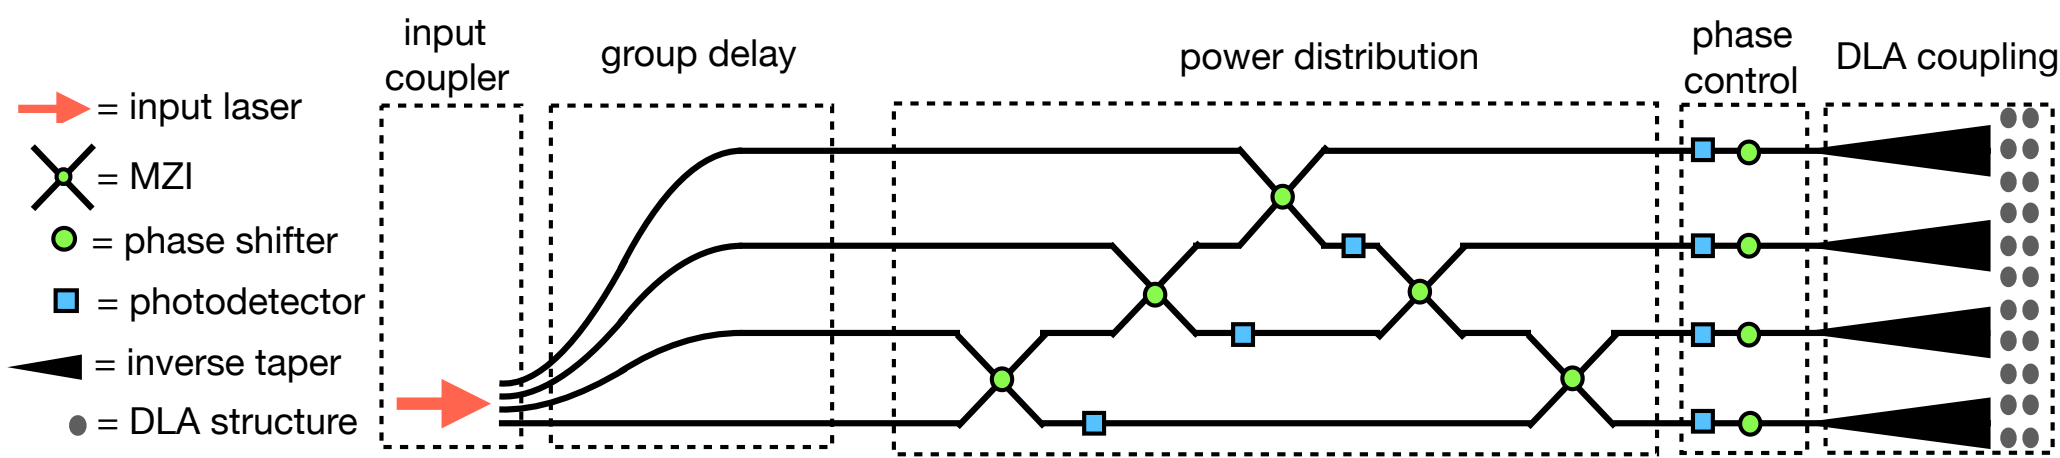 input
coupler
group delay
power distribution
phase
control
DLA coupling
= input laser
= MZI
= phase shifter
= photodetector
= inverse taper
= DLA structure